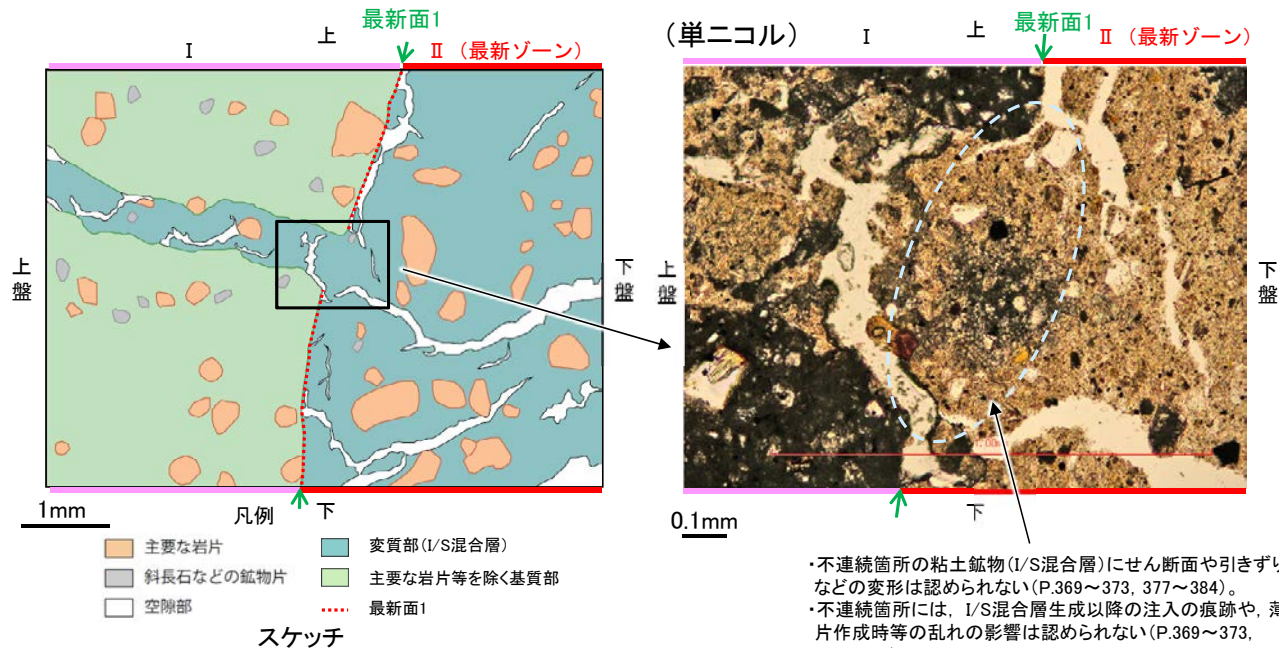 最新面1
Ⅰ
上
Ⅱ (最新ゾーン)
上盤
下盤
1mm
凡例
下
主要な岩片
斜長石などの鉱物片
空隙部
変質部(I/S混合層)
主要な岩片等を除く基質部
最新面1
スケッチ
(単ニコル)
Ⅰ
上
最新面1
Ⅱ (最新ゾーン)
上盤
下盤
0.1mm
下
・不連続箇所の粘土鉱物(I/S混合層)にせん断面や引きずり
などの変形は認められない(P.369～373, 377～384)。
・不連続箇所には, I/S混合層生成以降の注入の痕跡や, 薄
片作成時等の乱れの影響は認められない(P.369～373,